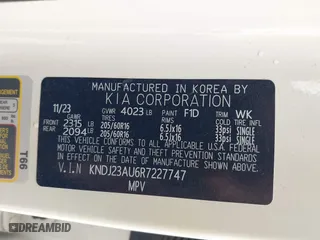 MANUFACTURED IN KOREA BY
KIA CORPORATION
11/23 GVWR 4023 LB PAINT F1D TRIM WK
GAWR TIRES RIMS COLD TIRE INFL.
FRONT 2315 LB 205/60R16 6.5Jx16 33psi SINGLE
REAR 2094 LB 205/60R16 6.5Jx16 33psi SINGLE
THIS VEHICLE CONFORMS TO ALL APPLICABLE U.S.A. FEDERAL
MOTOR VEHICLE SAFETY, BUMPER, AND THEFT PREVENTION
STANDARDS IN EFFECT ON THE DATE OF MANUFACTURE SHOWN ABOVE.
V.I.N KNDJ23AU6R7227747
MPV
T66